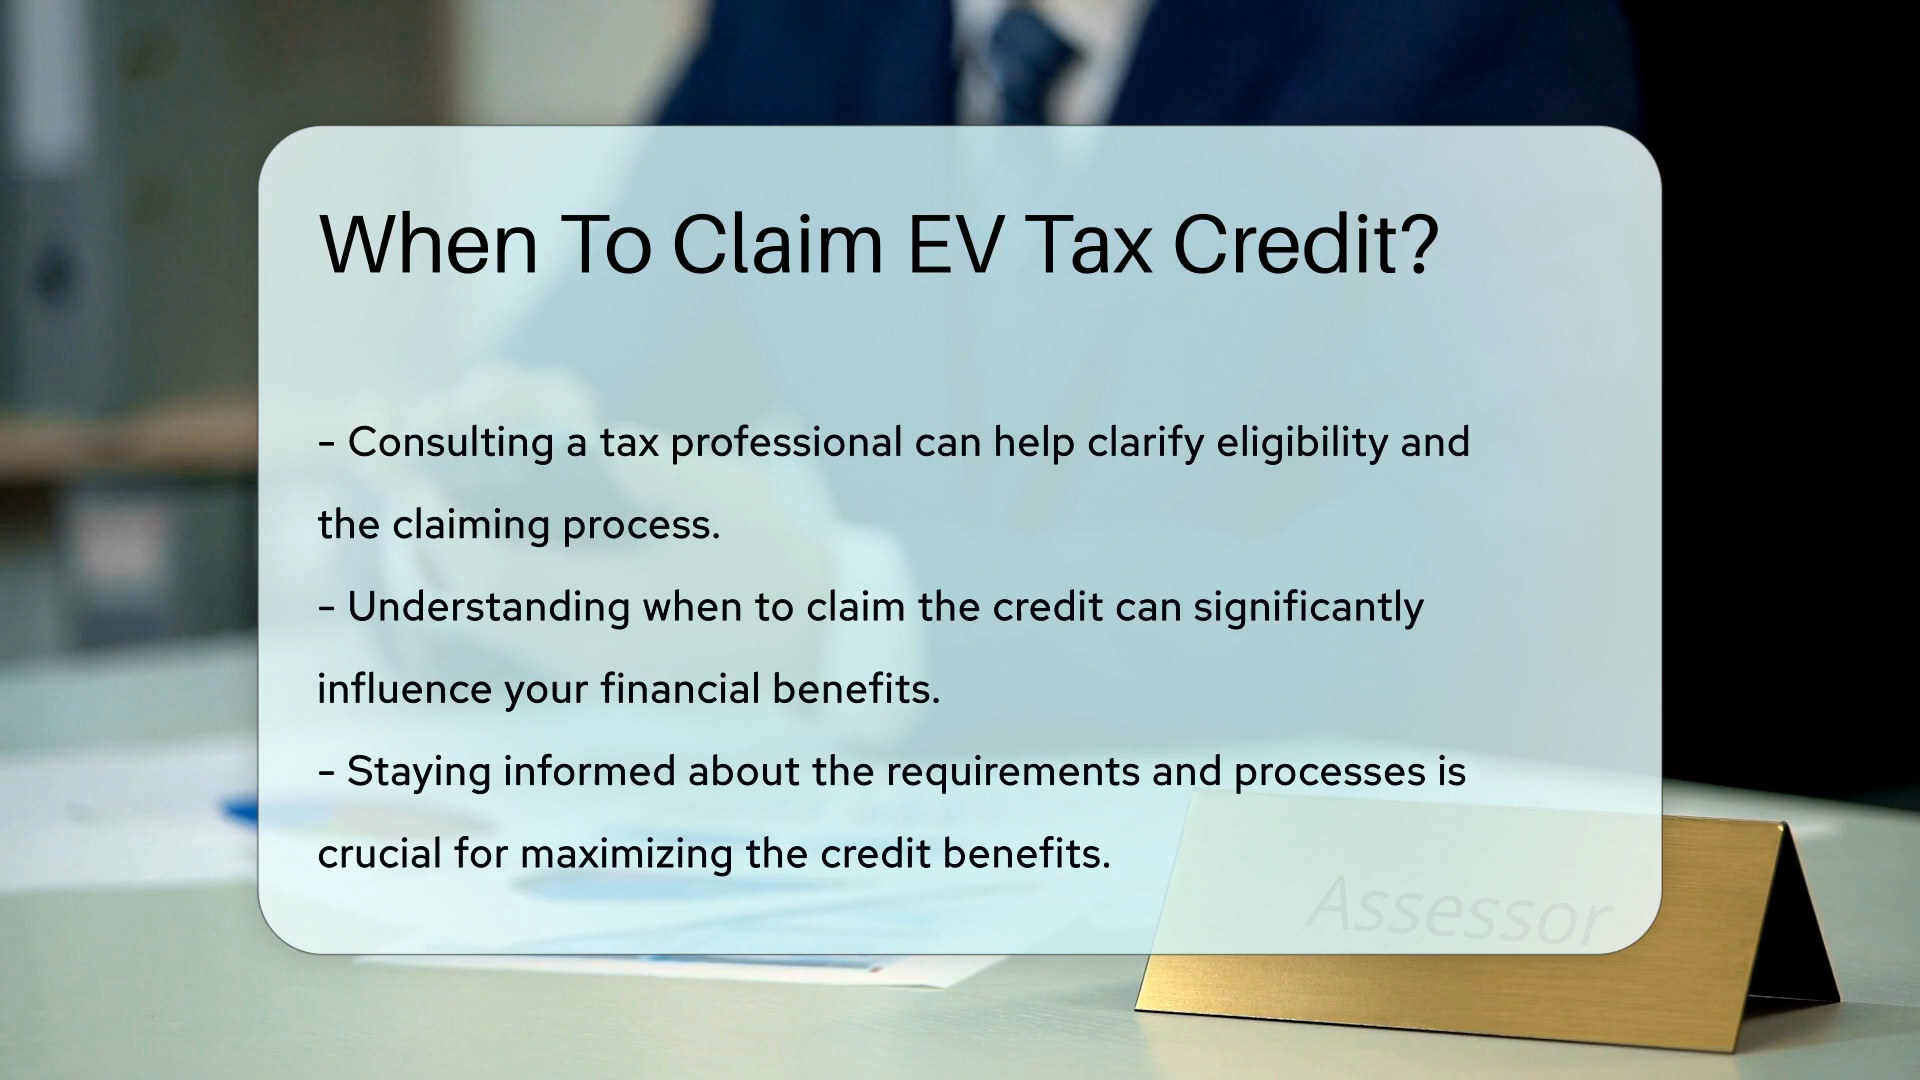 When To Claim EV Tax Credit?
– Consulting a tax professional can help clarify eligibility and
the claiming process.
– Understanding when to claim the credit can significantly
influence your financial benefits.
– Staying informed about the requirements and processes is
crucial for maximizing the credit benefits.
Assessor